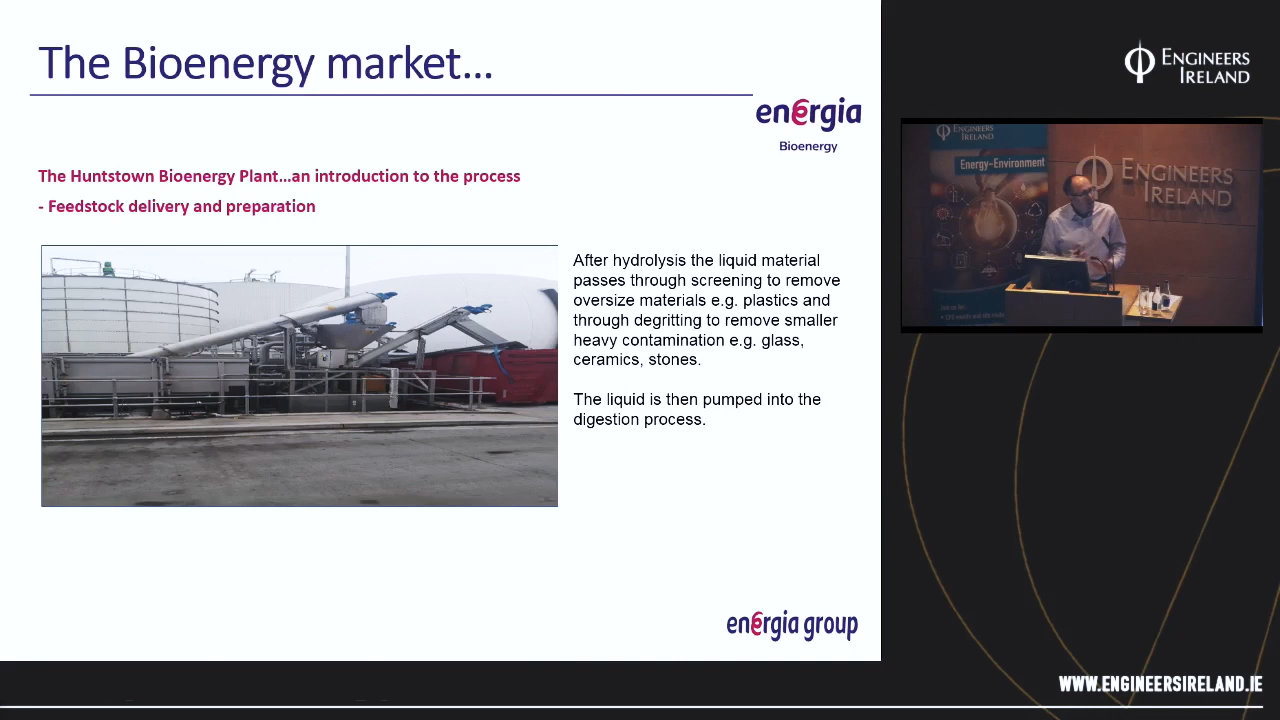 The Bioenergy market...
energia
Bioenergy
The Huntstown Bioenergy Plant...an introduction to the process
- Feedstock delivery and preparation
After hydrolysis the liquid material
passes through screening to remove
oversize materials e.g. plastics and
through degritting to remove smaller
heavy contamination e.g. glass,
ceramics, stones.
The liquid is then pumped into the
digestion process.
energia group
ENGINEERS
IRELAND
ENGINEERS
IRELAND
Energy-Environment
ENGINEERS
IRELAND
WWW.ENGINEERSIRELAND.IE